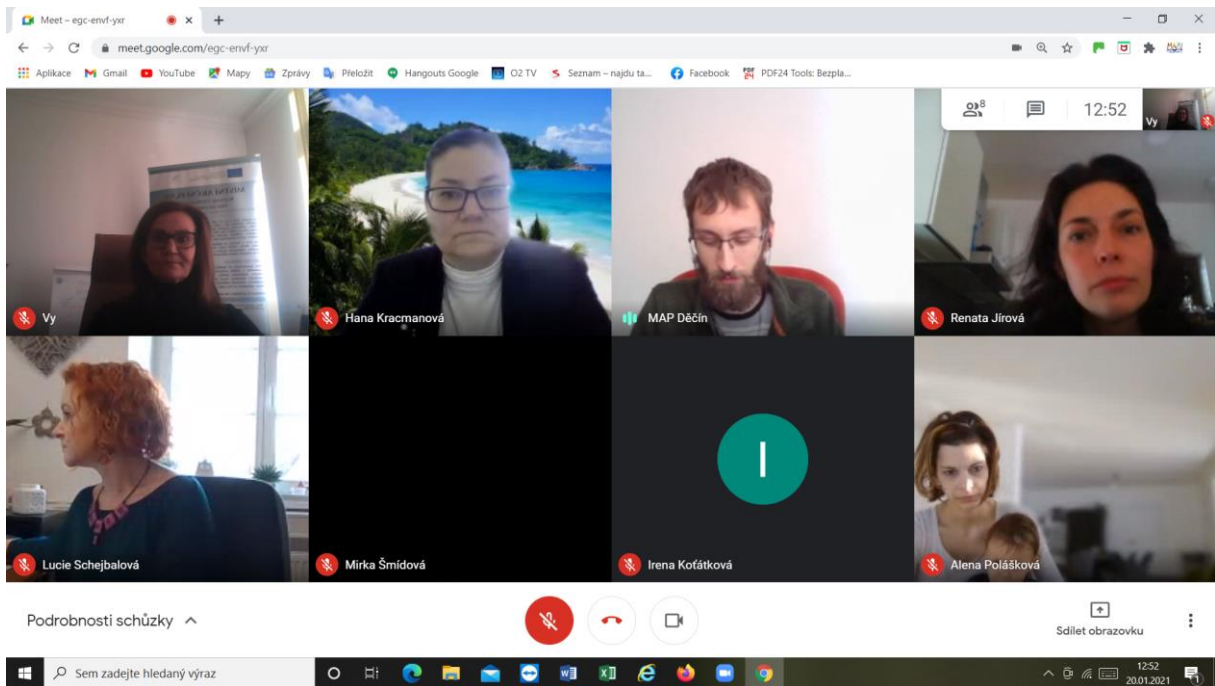 Meet – egc-envf-yxr
meet.google.com/egc-envf-yxr
Aplikace Gmail YouTube Mapy Zprávy Přeložit Hangouts Google O2 TV Seznam – najdu ta... Facebook PDF24 Tools: Bezpla...
8 12:52 Vy
Vy
Hana Kracmanová
MAP Děčín
Renata Jírová
I
Lucie Schejbalová
Mirka Šmídová
Irena Koťátková
Alena Polášková
Podrobnosti schůzky
Sdílet obrazovku
Sem zadejte hledaný výraz
12:52
20.01.2021